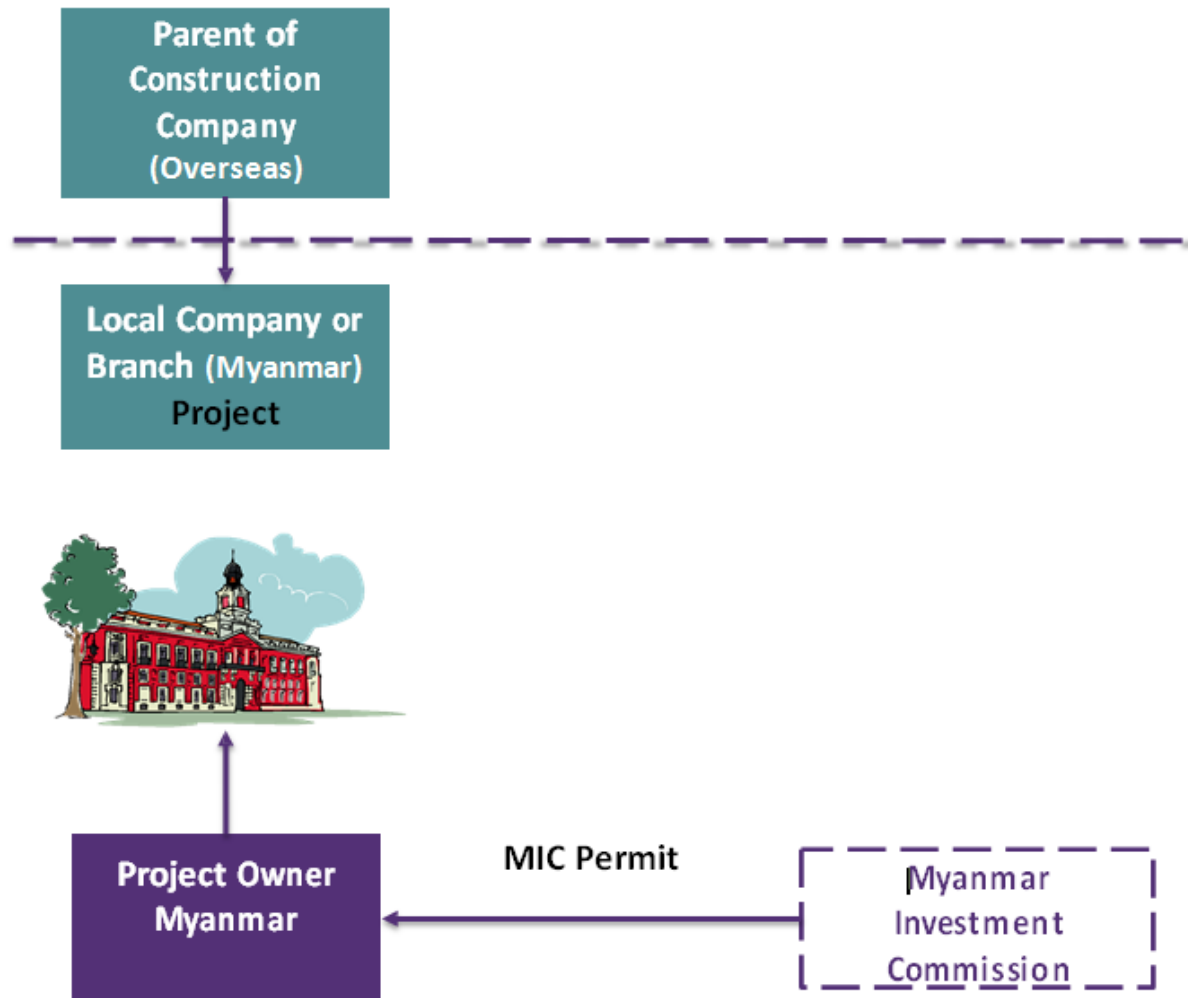 Parent of
Construction
Company
(Overseas)
Local Company or
Branch (Myanmar)
Project
Project Owner
Myanmar
MIC Permit
Myanmar
Investment
Commission